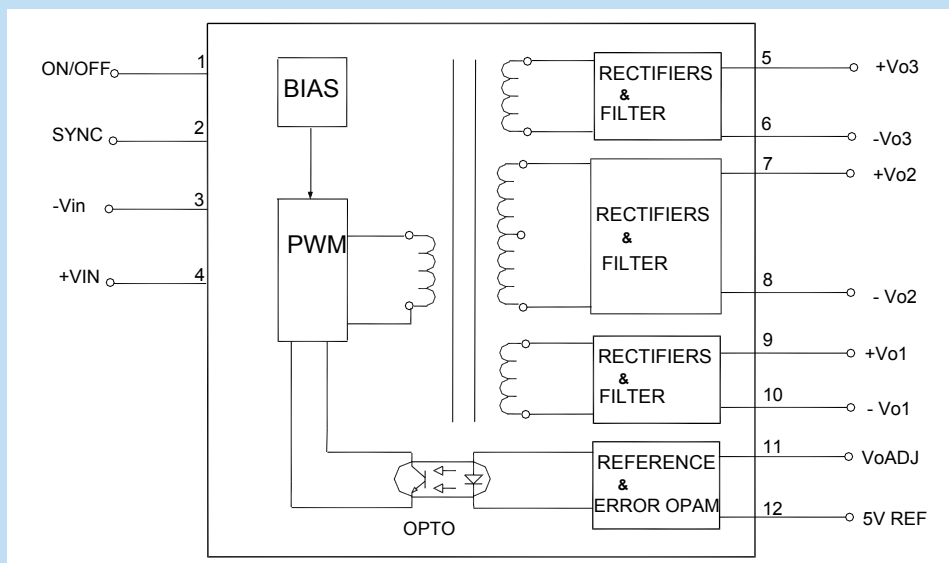 ON/OFF
1
SYNC
2
-Vin
3
+VIN
4
BIAS
PWM
RECTIFIERS
&
FILTER
5
+Vo3
6
-Vo3
RECTIFIERS
&
FILTER
7
+Vo2
8
- Vo2
RECTIFIERS
&
FILTER
9
+Vo1
10
- Vo1
REFERENCE
&
ERROR OPAM
11
VoADJ
12
5V REF
OPTO